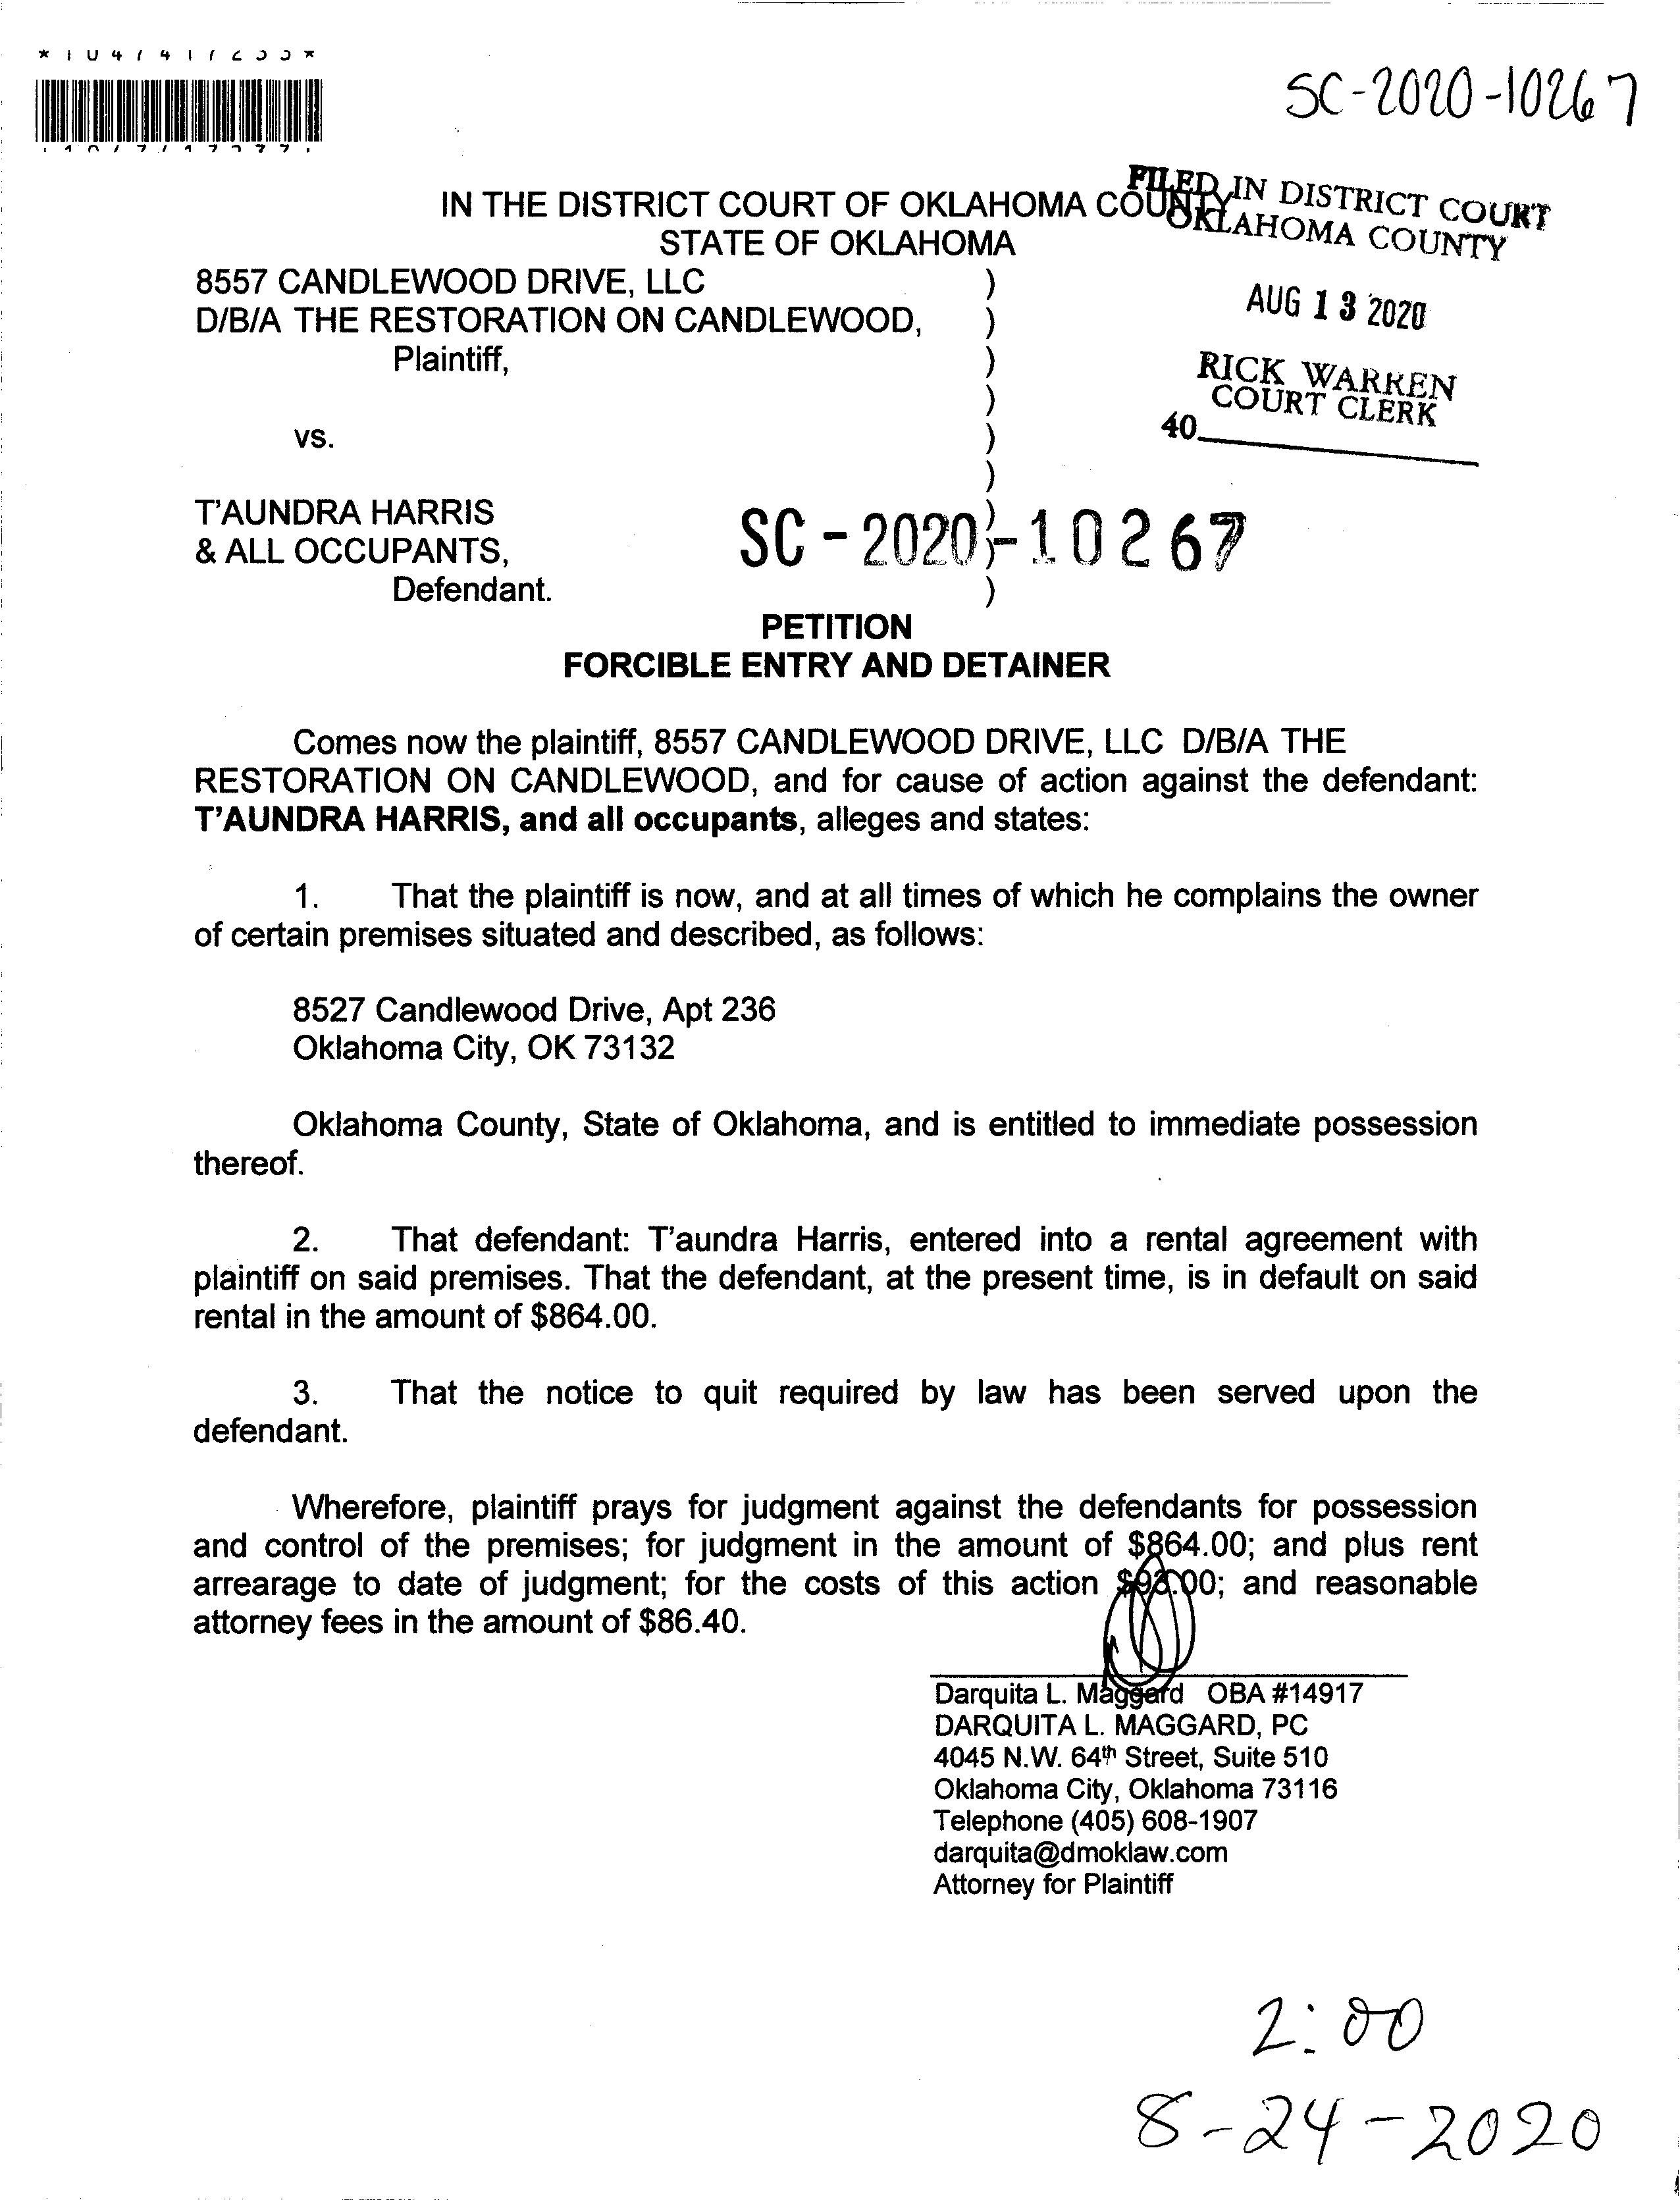 SC-2020-10267
IN THE DISTRICT COURT OF OKLAHOMA COUNTY
STATE OF OKLAHOMA
FILED IN DISTRICT COURT
OKLAHOMA COUNTY
AUG 13 2020
RICK WARREN
COURT CLERK
40
8557 CANDLEWOOD DRIVE, LLC )
D/B/A THE RESTORATION ON CANDLEWOOD, )
Plaintiff, )
)
vs. )
)
T'AUNDRA HARRIS )
& ALL OCCUPANTS, )
Defendant. )
SC-2020-10267
PETITION
FORCIBLE ENTRY AND DETAINER
Comes now the plaintiff, 8557 CANDLEWOOD DRIVE, LLC D/B/A THE
RESTORATION ON CANDLEWOOD, and for cause of action against the defendant:
T'AUNDRA HARRIS, and all occupants, alleges and states:
1. That the plaintiff is now, and at all times of which he complains the owner
of certain premises situated and described, as follows:
8527 Candlewood Drive, Apt 236
Oklahoma City, OK 73132
Oklahoma County, State of Oklahoma, and is entitled to immediate possession
thereof.
2. That defendant: T'aundra Harris, entered into a rental agreement with
plaintiff on said premises. That the defendant, at the present time, is in default on said
rental in the amount of $864.00.
3. That the notice to quit required by law has been served upon the
defendant.
Wherefore, plaintiff prays for judgment against the defendants for possession
and control of the premises; for judgment in the amount of $864.00; and plus rent
arrearage to date of judgment; for the costs of this action and reasonable
attorney fees in the amount of $86.40.
Darquita L. Maggard OBA #14917
DARQUITA L. MAGGARD, PC
4045 N.W. 64th Street, Suite 510
Oklahoma City, Oklahoma 73116
Telephone (405) 608-1907
darquita@dmoklaw.com
Attorney for Plaintiff
2:00
8-24-2020